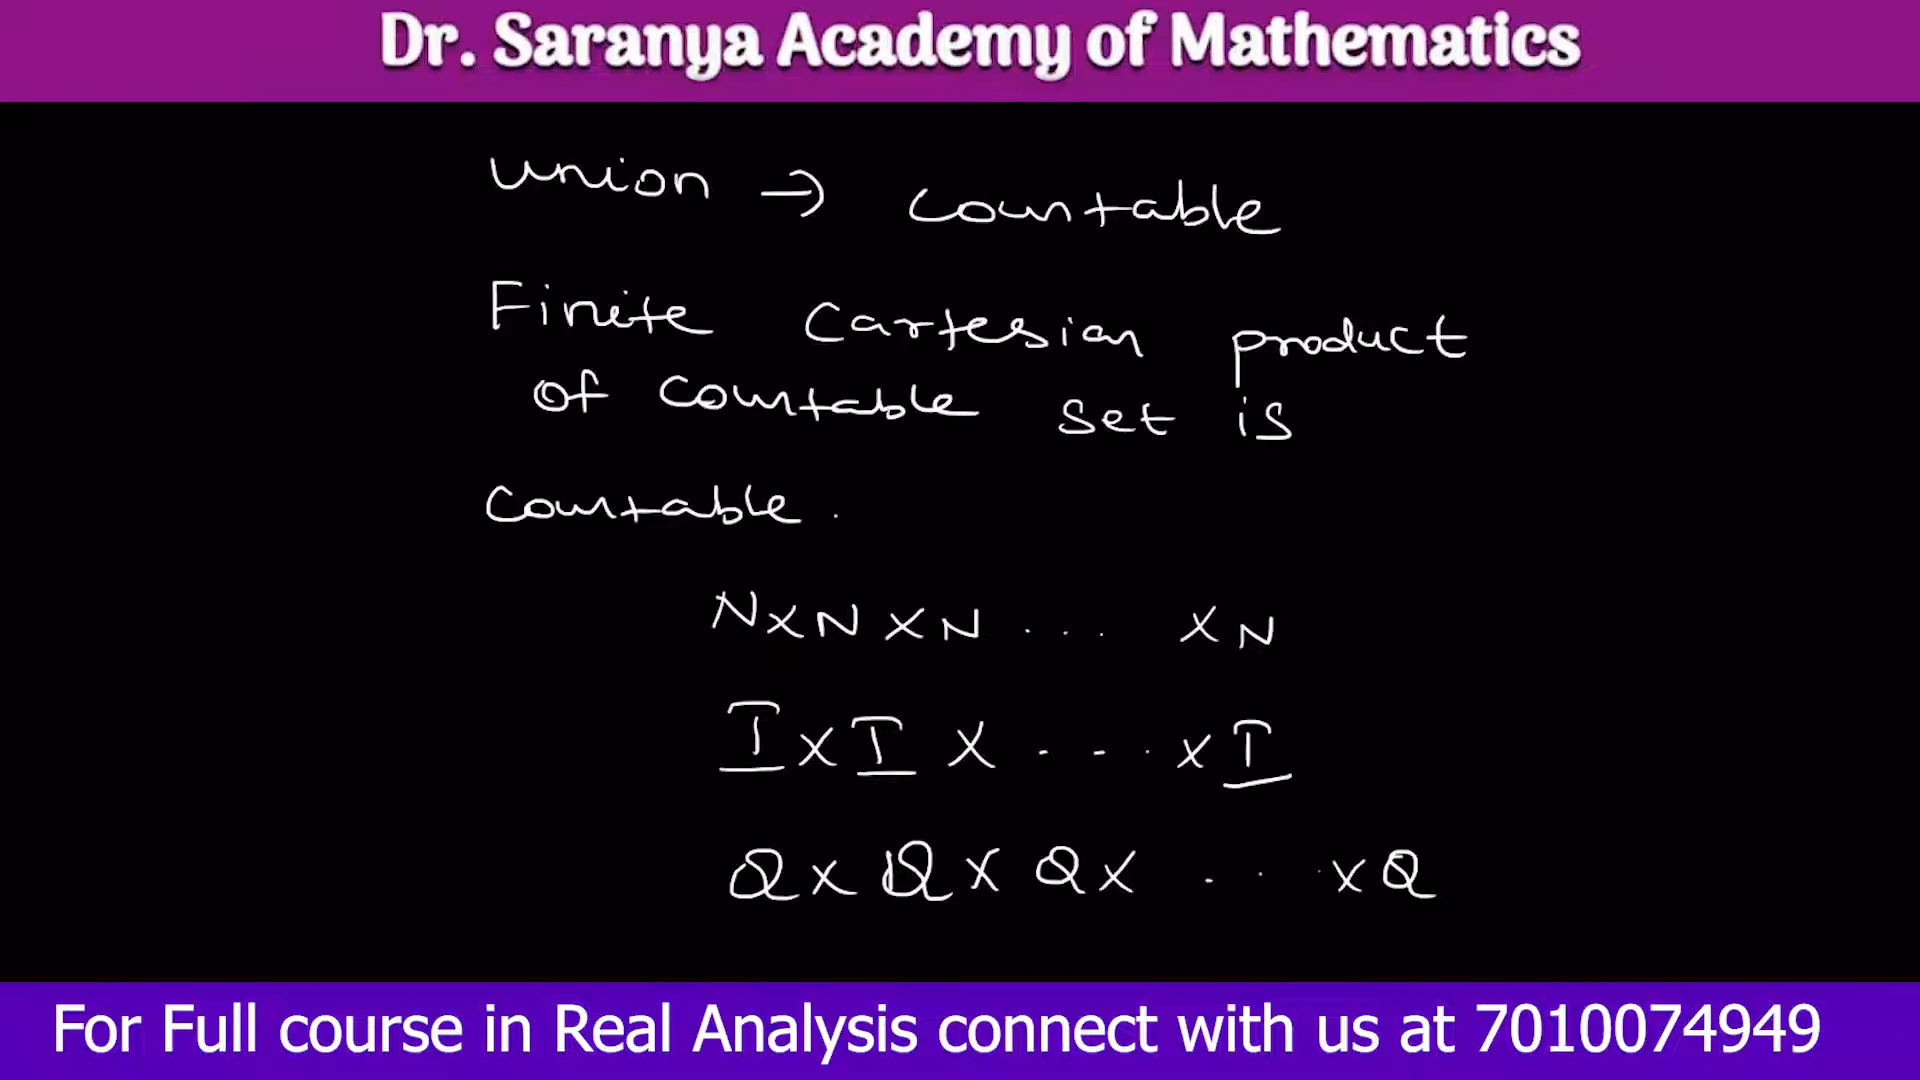 Dr. Saranya Academy of Mathematics
union → countable
Finite Cartesian product
of countable set is
countable.
N×N×N ... ×N
I×I× ... ×I
Q×Q×Q× ... ×Q
For Full course in Real Analysis connect with us at 7010074949